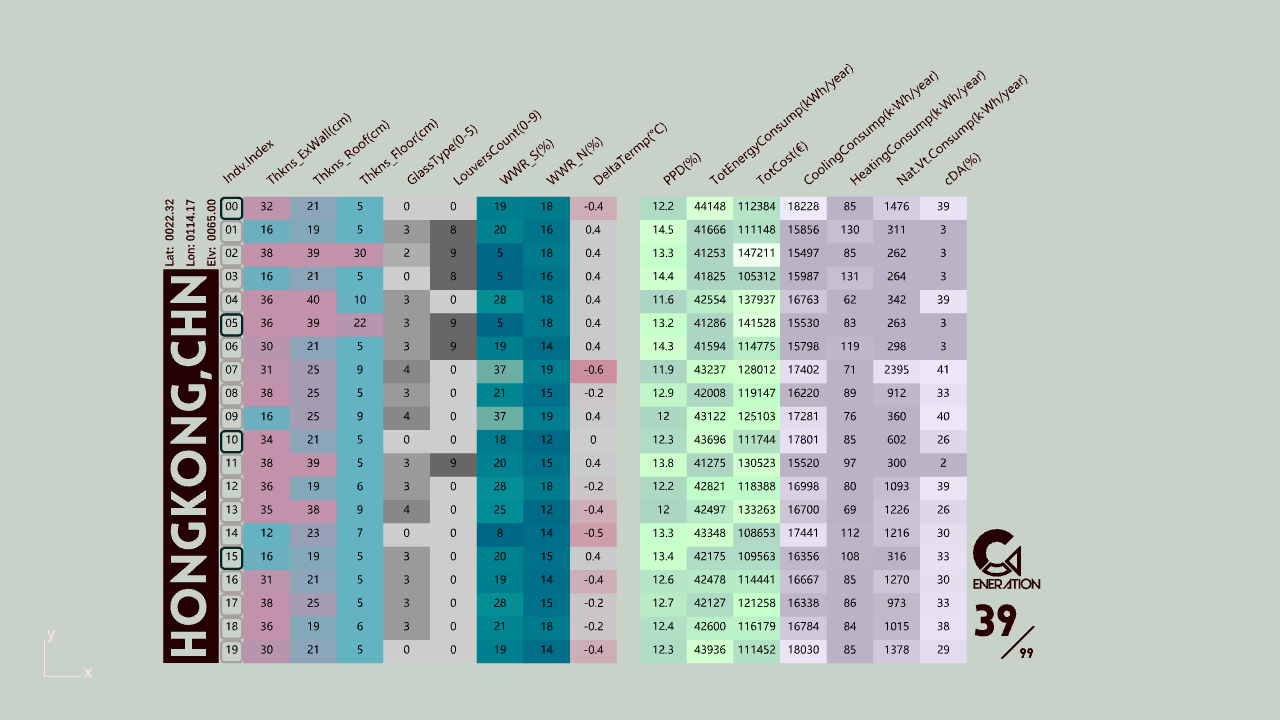 Indv.Index Thkns_ExWall(cm) Thkns_Roof(cm) Thkns_Floor(cm) GlassType(0-5) LouversCount(0-9) WWR_S(%) WWR_N(%) DeltaTermp(°C) PPD(%) TotEnergyConsump(kWh/year) TotCost(€) CoolingConsump(k·Wh/year) HeatingConsump(k·Wh/year) Nat.Vt.Consump(k·Wh/year) cDA(%)
Lat: 0022.32
Lon: 0114.17
Elv: 0065.00
HONGKONG,CHN
00 32 21 5 0 0 19 18 -0.4 12.2 44148 112384 18228 85 1476 39
01 16 19 5 3 8 20 16 0.4 14.5 41666 111148 15856 130 311 3
02 38 39 30 2 9 5 18 0.4 13.3 41253 147211 15497 85 262 3
03 16 21 5 0 8 5 16 0.4 14.4 41825 105312 15987 131 264 3
04 36 40 10 3 0 28 18 0.4 11.6 42554 137937 16763 62 342 39
05 36 39 22 3 9 5 18 0.4 13.2 41286 141528 15530 83 263 3
06 30 21 5 3 9 19 14 0.4 14.3 41594 114775 15798 119 298 3
07 31 25 9 4 0 37 19 -0.6 11.9 43237 128012 17402 71 2395 41
08 38 25 5 3 0 21 15 -0.2 12.9 42008 119147 16220 89 912 33
09 16 25 9 4 0 37 19 0.4 12 43122 125103 17281 76 360 40
10 34 21 5 0 0 18 12 0 12.3 43696 111744 17801 85 602 26
11 38 39 5 3 9 20 15 0.4 13.8 41275 130523 15520 97 300 2
12 36 19 6 3 0 28 18 -0.2 12.2 42821 118388 16998 80 1093 39
13 35 38 9 4 0 25 12 -0.4 12 42497 133263 16700 69 1226 26
14 12 23 7 0 0 8 14 -0.5 13.3 43348 108653 17441 112 1216 30
15 16 19 5 3 0 20 15 0.4 13.4 42175 109563 16356 108 316 33
16 31 21 5 3 0 19 14 -0.4 12.6 42478 114441 16667 85 1270 30
17 38 25 5 3 0 28 15 -0.2 12.7 42127 121258 16338 86 973 33
18 36 19 6 3 0 21 18 -0.2 12.4 42600 116179 16784 84 1015 38
19 30 21 5 0 0 19 14 -0.4 12.3 43936 111452 18030 85 1378 29
GENERATION
39/99
y
x